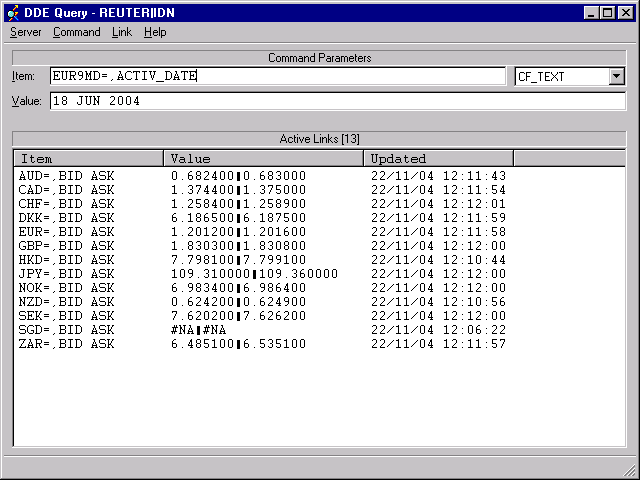 DDE Query - REUTER|IDN
Server Command Link Help
Command Parameters
Item: EUR9MD=,ACTIV_DATE CF_TEXT
Value: 18 JUN 2004
Active Links [13]
Item Value Updated
AUD=,BID ASK 0.682400▮0.683000 22/11/04 12:11:43
CAD=,BID ASK 1.374400▮1.375000 22/11/04 12:11:54
CHF=,BID ASK 1.258400▮1.258900 22/11/04 12:12:01
DKK=,BID ASK 6.186500▮6.187500 22/11/04 12:11:59
EUR=,BID ASK 1.201200▮1.201600 22/11/04 12:11:58
GBP=,BID ASK 1.830300▮1.830800 22/11/04 12:12:00
HKD=,BID ASK 7.798100▮7.799100 22/11/04 12:10:44
JPY=,BID ASK 109.310000▮109.360000 22/11/04 12:12:00
NOK=,BID ASK 6.983400▮6.986400 22/11/04 12:12:00
NZD=,BID ASK 0.624200▮0.624900 22/11/04 12:10:56
SEK=,BID ASK 7.620200▮7.626200 22/11/04 12:12:00
SGD=,BID ASK #NA▮#NA 22/11/04 12:06:22
ZAR=,BID ASK 6.485100▮6.535100 22/11/04 12:11:57